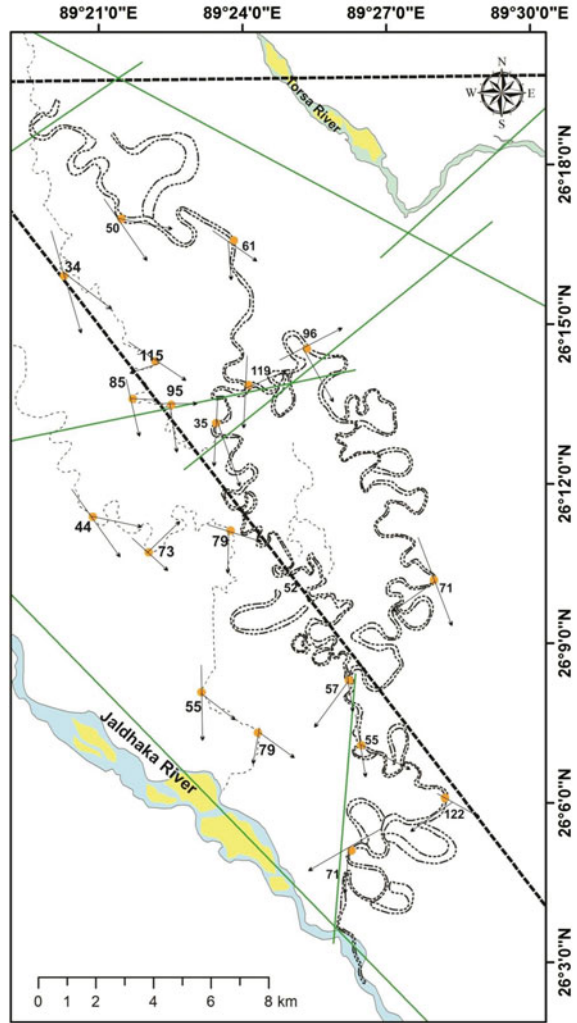 89°21'0"E 89°24'0"E 89°27'0"E 89°30'0"E
N
W E
S
Torsa River
26°18'0"N
50
61
34
26°15'0"N
96
115
119
85
95
35
26°12'0"N
44
73
79
52
71
26°9'0"N
57
55
55
79
Jaldhaka River
26°6'0"N
122
71
26°3'0"N
0 1 2 4 6 8 km